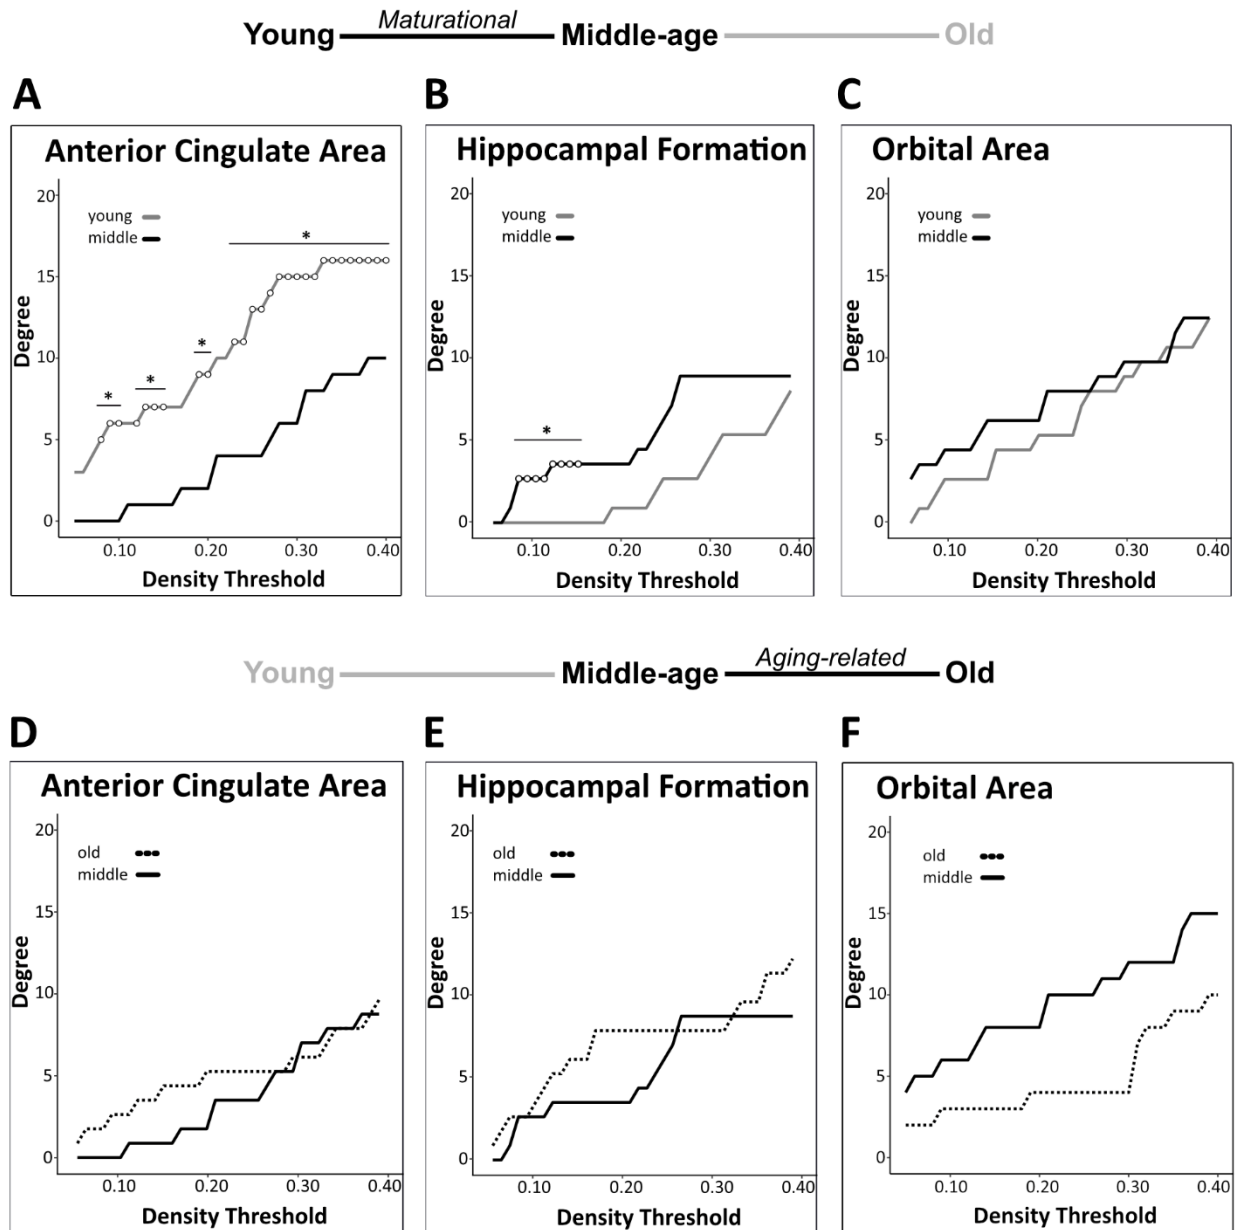 Maturational
Young Middle-age Old
A B C
Anterior Cingulate Area
20
young
middle
*
*
*
*
15
10
5
0
Degree
0.10 0.20 0.30 0.40
Density Threshold
Hippocampal Formation
20
young
middle
15
10
*
5
0
Degree
0.10 0.20 0.30 0.40
Density Threshold
Orbital Area
20
young
middle
15
10
5
0
Degree
0.10 0.20 0.30 0.40
Density Threshold
Aging-related
Young Middle-age Old
D E F
Anterior Cingulate Area
20
old
middle
15
10
5
0
Degree
0.10 0.20 0.30 0.40
Density Threshold
Hippocampal Formation
20
old
middle
15
10
5
0
Degree
0.10 0.20 0.30 0.40
Density Threshold
Orbital Area
20
old
middle
15
10
5
0
Degree
0.10 0.20 0.30 0.40
Density Threshold